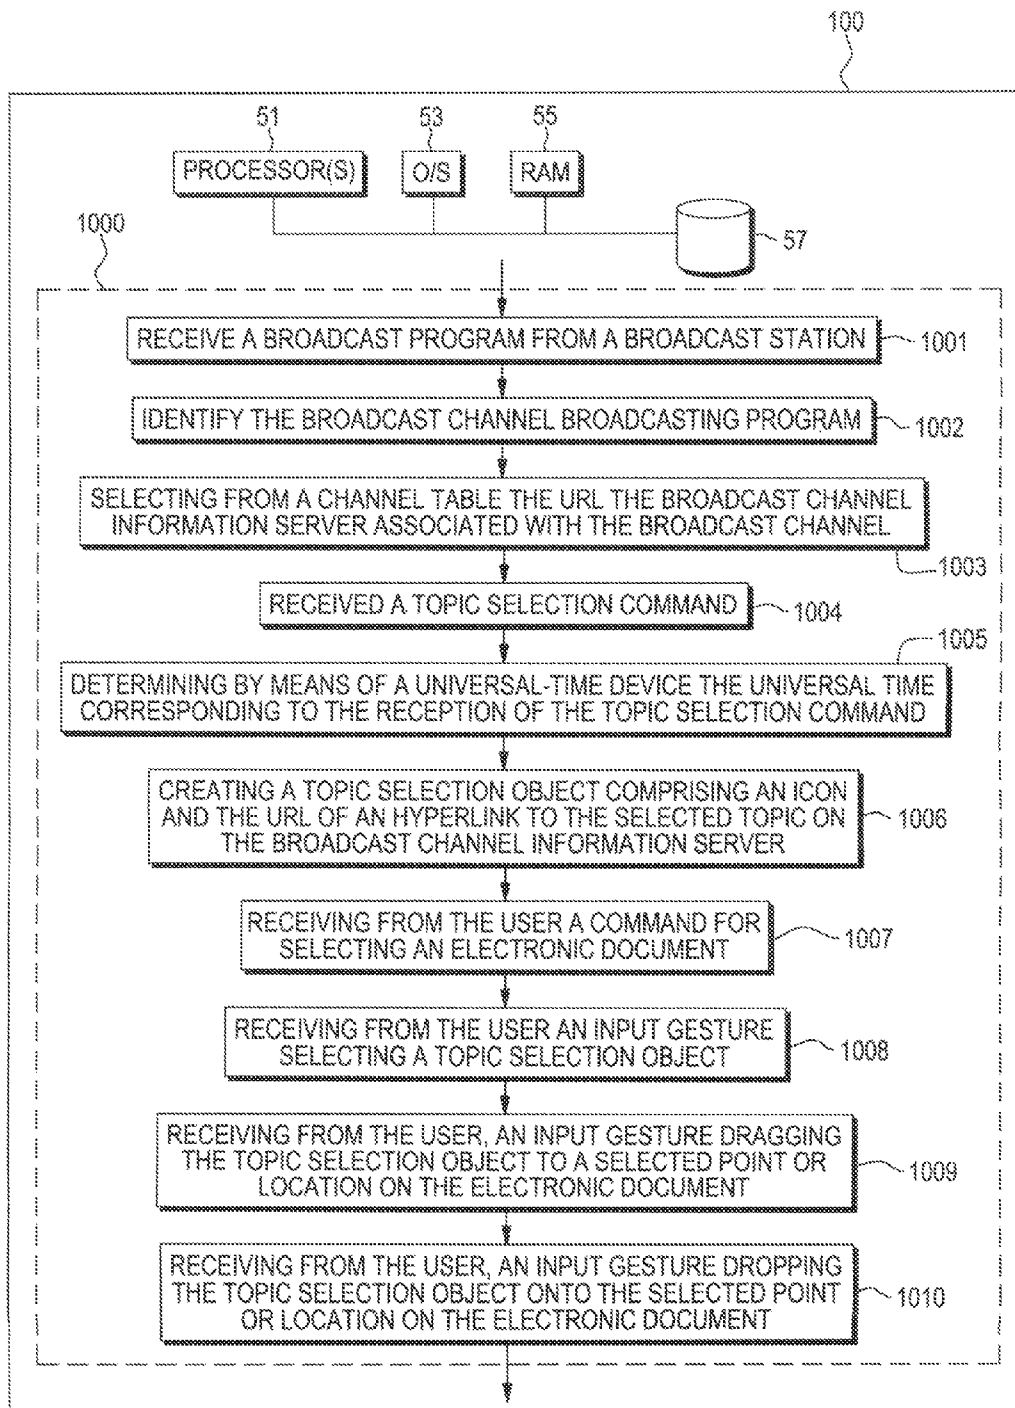 100
51
53
55
PROCESSOR(S)
O/S
RAM
57
1000
RECEIVE A BROADCAST PROGRAM FROM A BROADCAST STATION
1001
IDENTIFY THE BROADCAST CHANNEL BROADCASTING PROGRAM
1002
SELECTING FROM A CHANNEL TABLE THE URL THE BROADCAST CHANNEL
INFORMATION SERVER ASSOCIATED WITH THE BROADCAST CHANNEL
1003
RECEIVED A TOPIC SELECTION COMMAND
1004
1005
DETERMINING BY MEANS OF A UNIVERSAL-TIME DEVICE THE UNIVERSAL TIME
CORRESPONDING TO THE RECEPTION OF THE TOPIC SELECTION COMMAND
CREATING A TOPIC SELECTION OBJECT COMPRISING AN ICON
AND THE URL OF AN HYPERLINK TO THE SELECTED TOPIC ON
THE BROADCAST CHANNEL INFORMATION SERVER
1006
RECEIVING FROM THE USER A COMMAND FOR
SELECTING AN ELECTRONIC DOCUMENT
1007
RECEIVING FROM THE USER AN INPUT GESTURE
SELECTING A TOPIC SELECTION OBJECT
1008
RECEIVING FROM THE USER, AN INPUT GESTURE DRAGGING
THE TOPIC SELECTION OBJECT TO A SELECTED POINT OR
LOCATION ON THE ELECTRONIC DOCUMENT
1009
RECEIVING FROM THE USER, AN INPUT GESTURE DROPPING
THE TOPIC SELECTION OBJECT ONTO THE SELECTED POINT
OR LOCATION ON THE ELECTRONIC DOCUMENT
1010